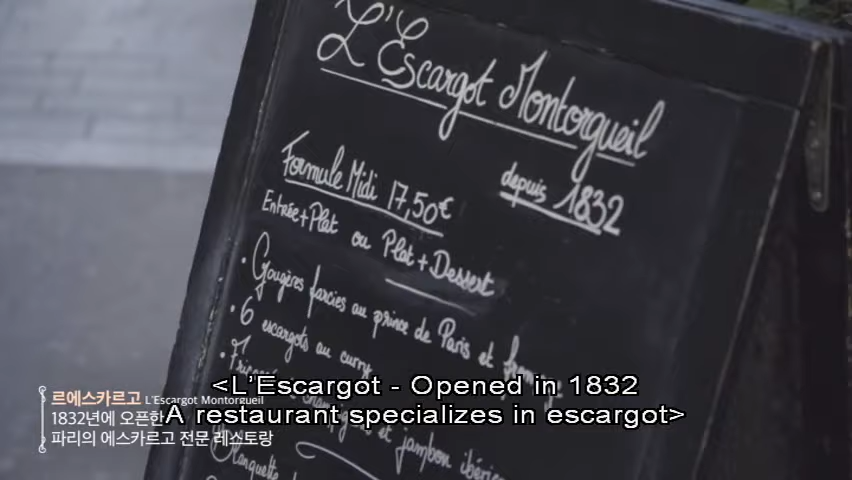 L'Escargot Montorgueil
depuis 1832
Formule Midi 17,50€
Entrée+Plat ou Plat+Dessert
• Gougères farcies au prince de Paris et
• 6 escargots au curry
et jambon
<L'Escargot - Opened in 1832
A restaurant specializes in escargot>
르에스카르고 L'Escargot Montorgueil
1832년에 오픈한
파리의 에스카르고 전문 레스토랑